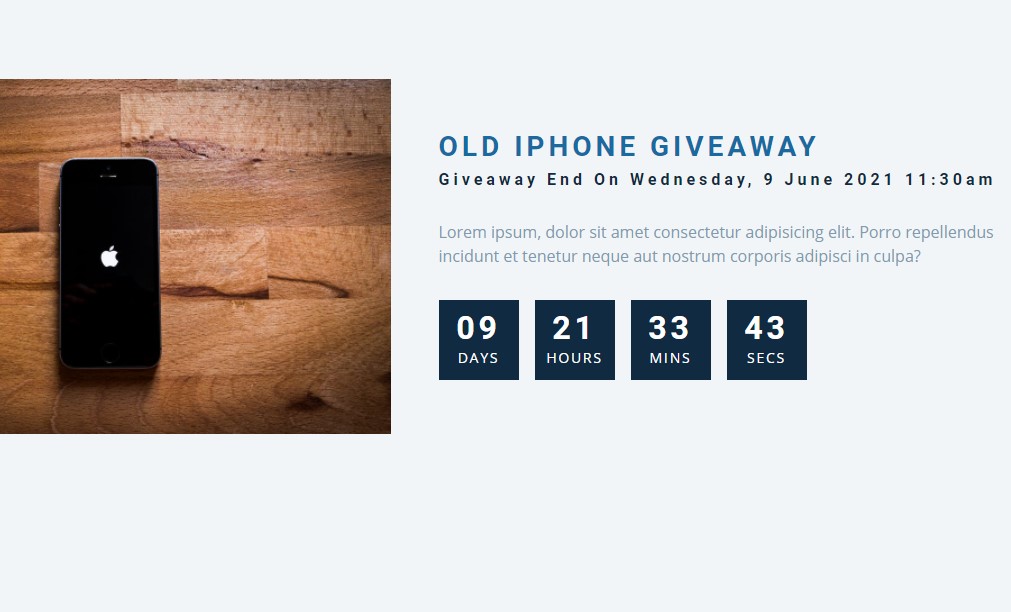 OLD IPHONE GIVEAWAY
Giveaway End On Wednesday, 9 June 2021 11:30am
Lorem ipsum, dolor sit amet consectetur adipisicing elit. Porro repellendus
incidunt et tenetur neque aut nostrum corporis adipisci in culpa?
09 21 33 43
DAYS HOURS MINS SECS